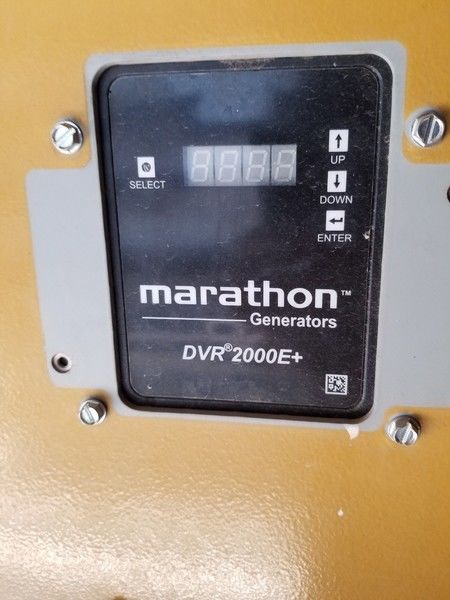 SELECT
UP
DOWN
ENTER
marathon™
Generators
DVR®2000E+